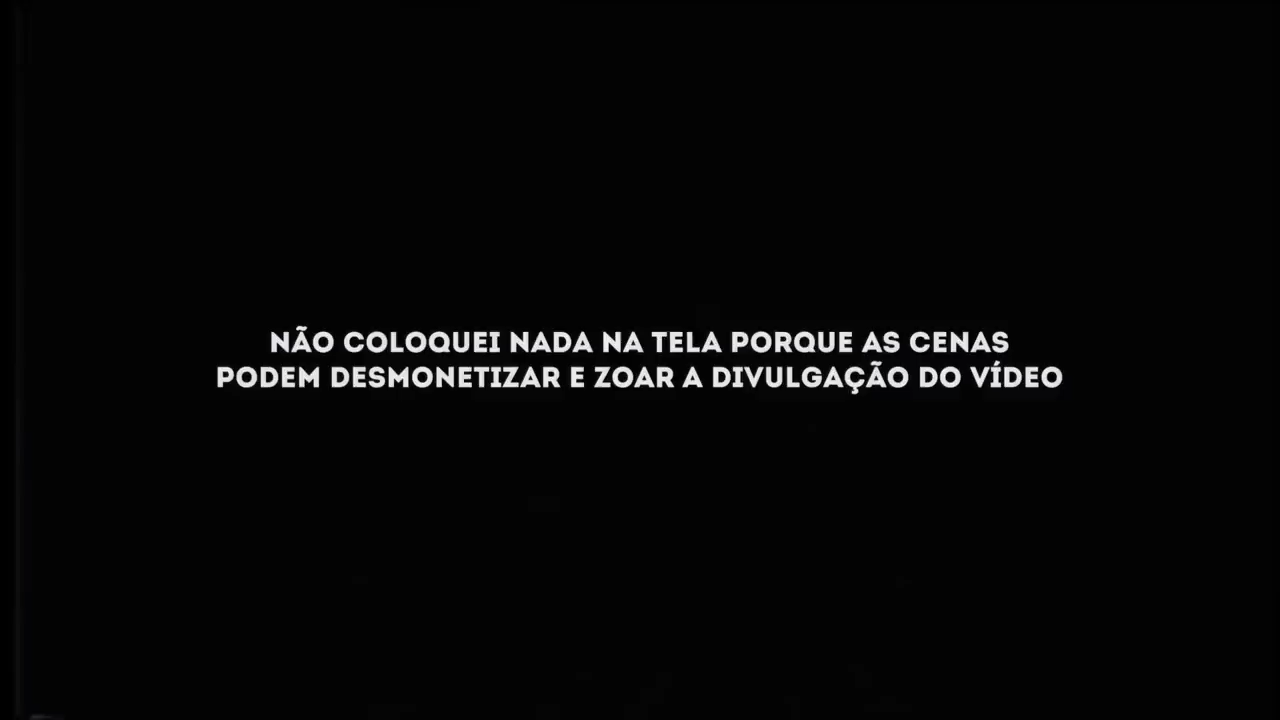 NÃO COLOQUEI NADA NA TELA PORQUE AS CENAS
PODEM DESMONETIZAR E ZOAR A DIVULGAÇÃO DO VÍDEO